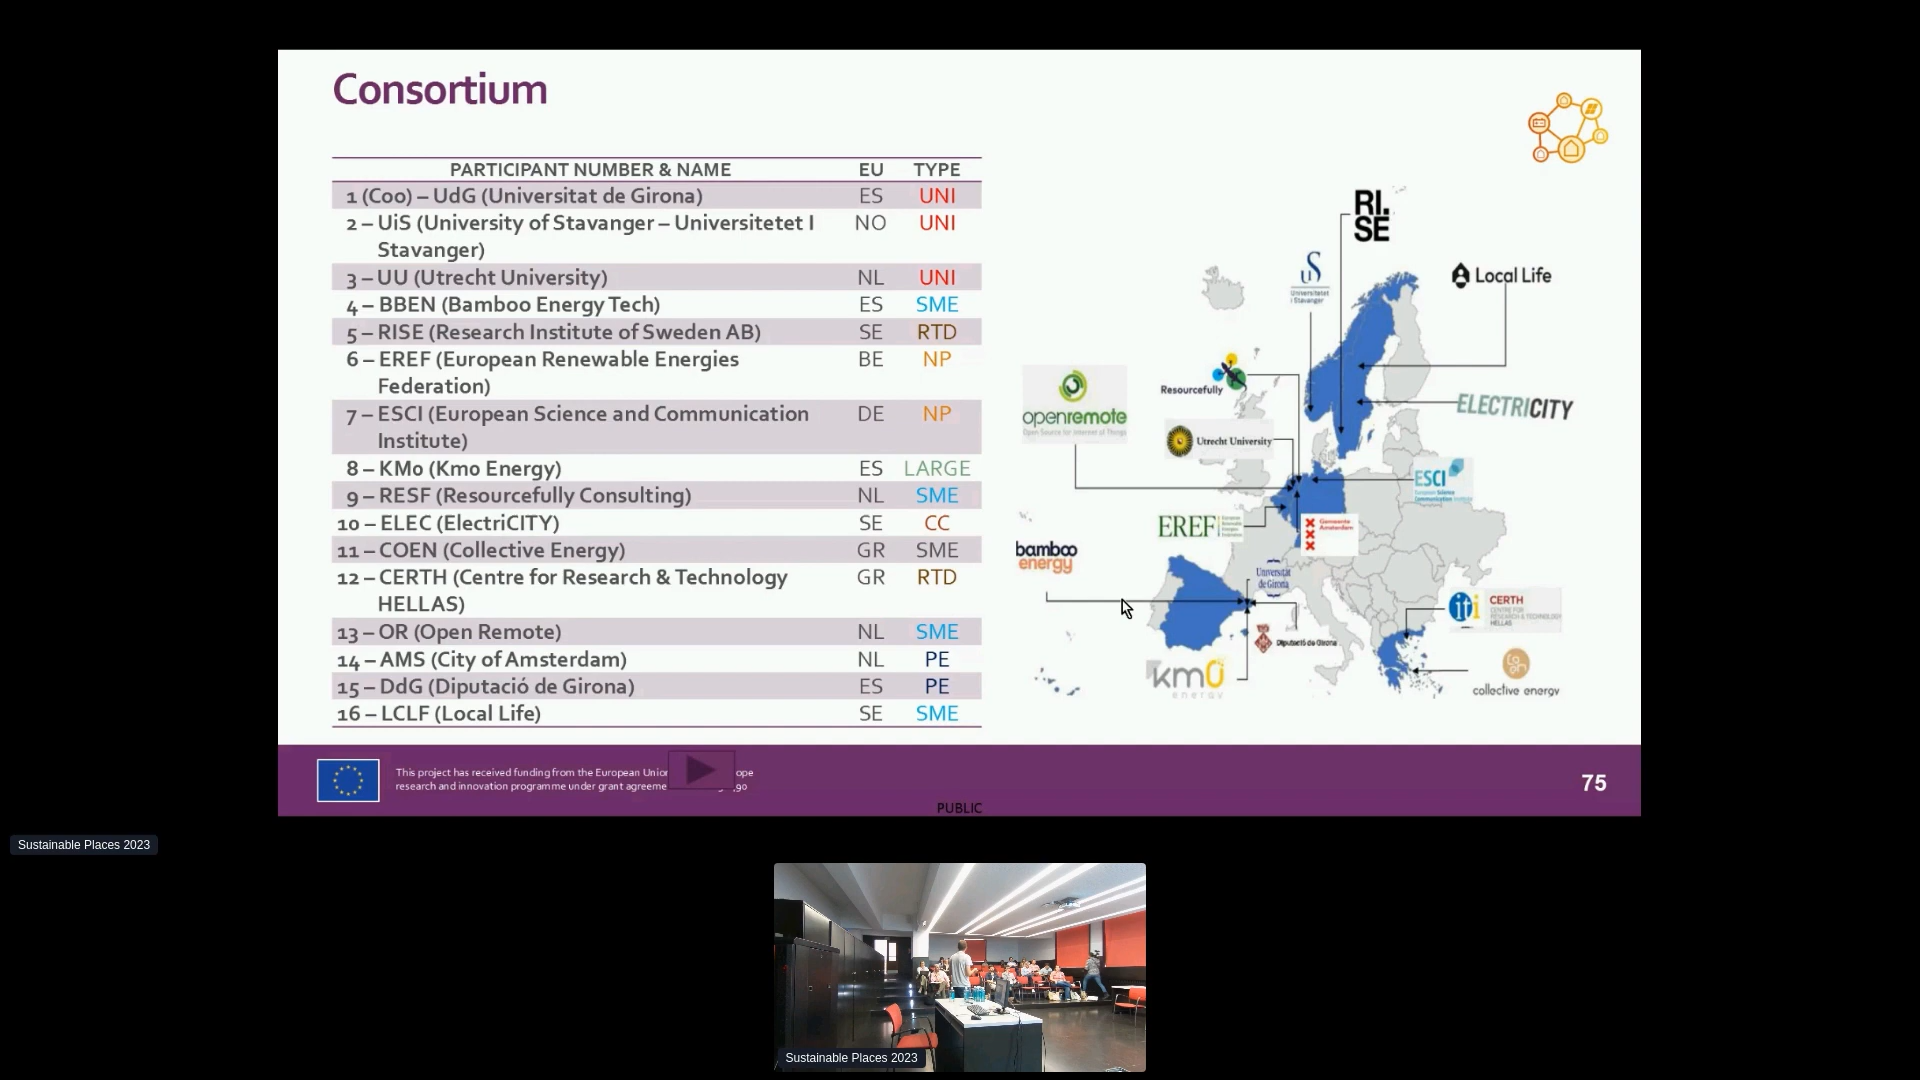 Consortium
PARTICIPANT NUMBER & NAME EU TYPE
1 (Coo) – UdG (Universitat de Girona) ES UNI
2 – UiS (University of Stavanger – Universitetet I NO UNI
Stavanger)
3 – UU (Utrecht University) NL UNI
4 – BBEN (Bamboo Energy Tech) ES SME
5 – RISE (Research Institute of Sweden AB) SE RTD
6 – EREF (European Renewable Energies BE NP
Federation)
7 – ESCI (European Science and Communication DE NP
Institute)
8 – KM0 (Km0 Energy) ES LARGE
9 – RESF (Resourcefully Consulting) NL SME
10 – ELEC (ElectriCITY) SE CC
11 – COEN (Collective Energy) GR SME
12 – CERTH (Centre for Research & Technology GR RTD
HELLAS)
13 – OR (Open Remote) NL SME
14 – AMS (City of Amsterdam) NL PE
15 – DdG (Diputació de Girona) ES PE
16 – LCLF (Local Life) SE SME
RI.
SE
uS
Universitetet
i Stavanger
Local Life
Resourcefully
openremote
Open Source for Internet of Things
ELECTRICITY
Utrecht University
ESCI
European Science
Communication Institute
EREF
Gemeente
Amsterdam
bamboo
energy
Universitat
de Girona
iti
CERTH
CENTRE FOR
RESEARCH & TECHNOLOGY
HELLAS
Diputació de Girona
km0
energy
collective energy
This project has received funding from the European Union ope
research and innovation programme under grant agreeme 90
75
PUBLIC
Sustainable Places 2023
Sustainable Places 2023